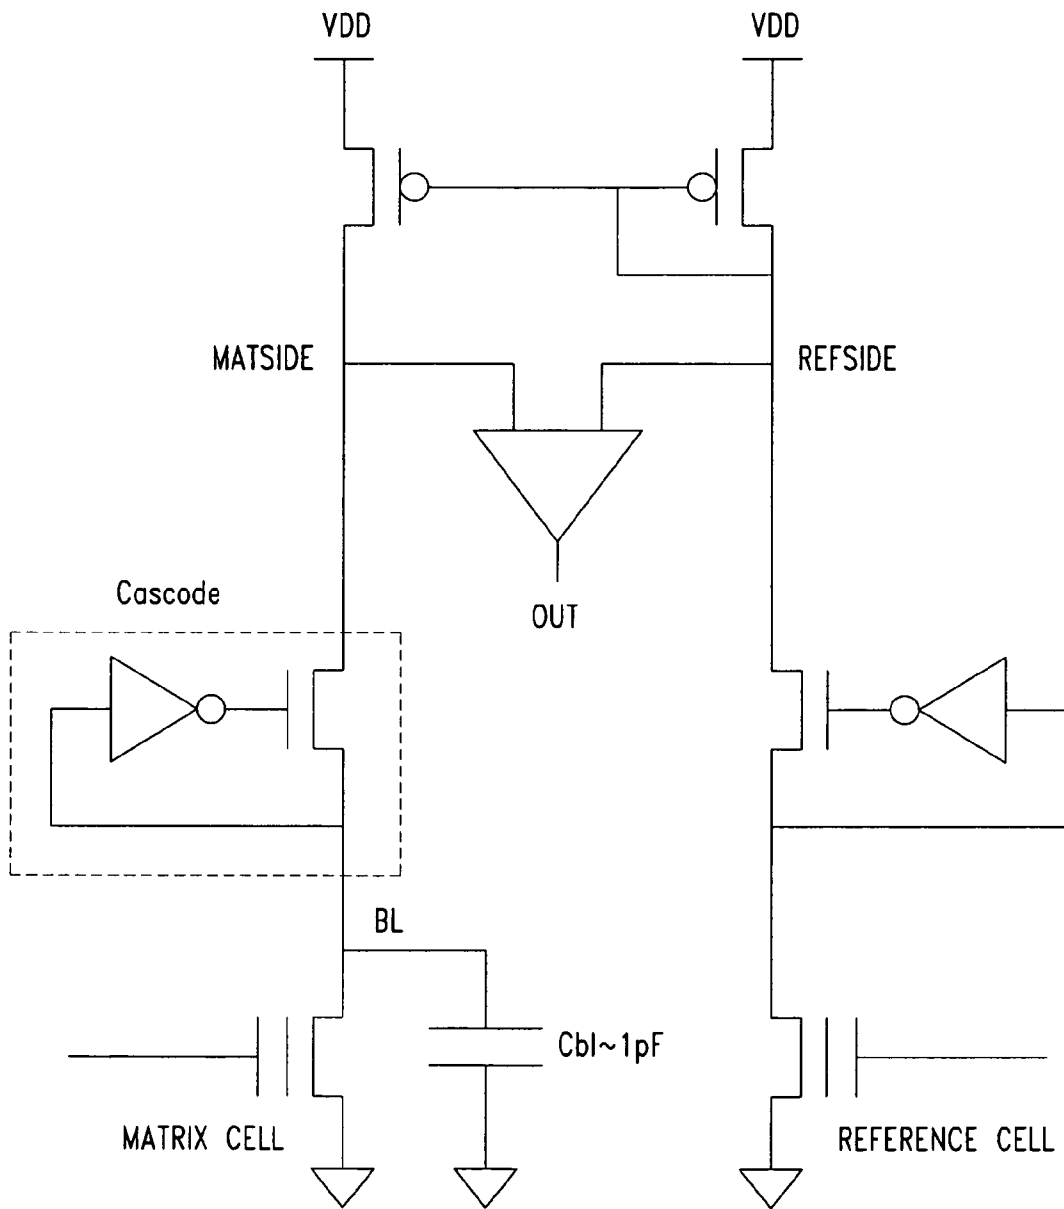 VDD
VDD
MATSIDE
REFSIDE
OUT
Cascode
BL
Cbl~1pF
MATRIX CELL
REFERENCE CELL